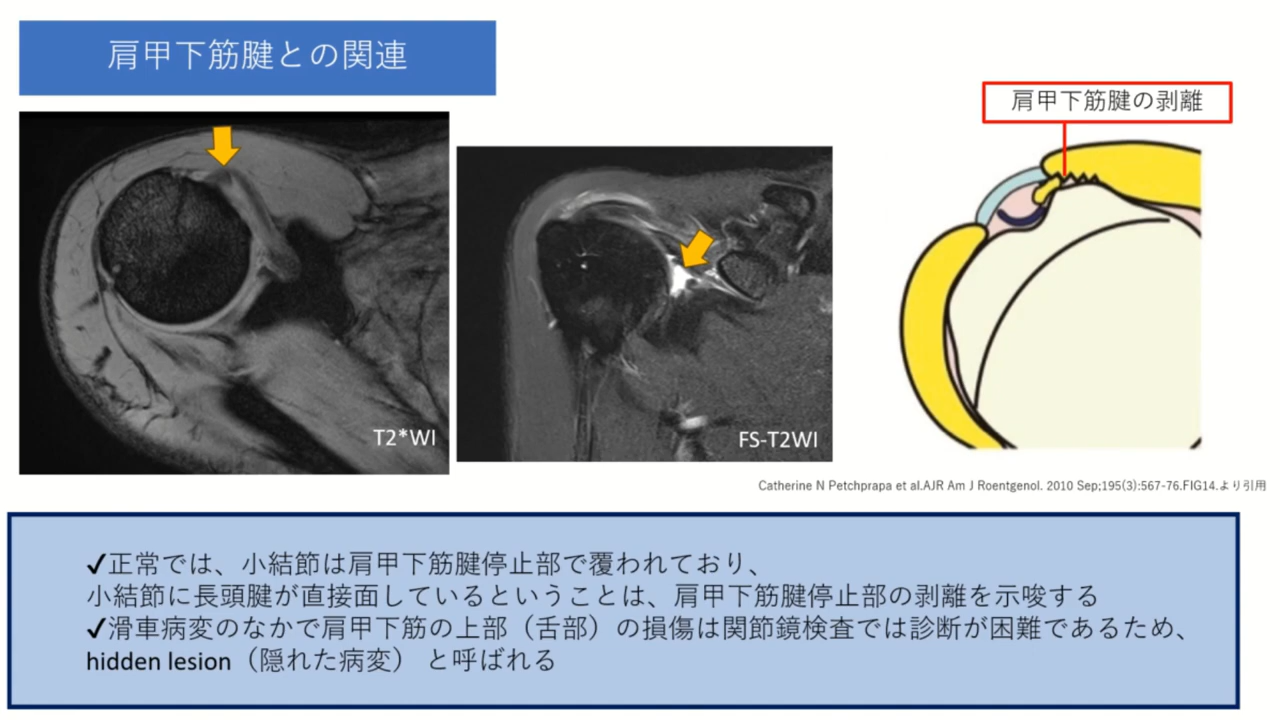 肩甲下筋腱との関連
肩甲下筋腱の剥離
T2*WI
FS-T2WI
Catherine N Petchprapa et al.AJR Am J Roentgenol. 2010 Sep;195(3):567-76.FIG14.より引用
✓正常では、小結節は肩甲下筋腱停止部で覆われており、
小結節に長頭腱が直接面しているということは、肩甲下筋腱停止部の剥離を示唆する
✓滑車病変のなかで肩甲下筋の上部（舌部）の損傷は関節鏡検査では診断が困難であるため、
hidden lesion（隠れた病変） と呼ばれる